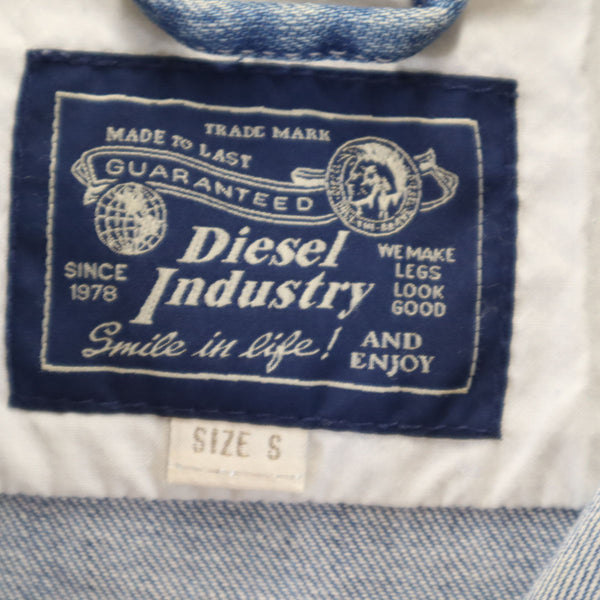 TRADE MARK
MADE TO LAST
GUARANTEED
Diesel
Industry
SINCE
1978
WE MAKE
LEGS
LOOK
GOOD
Smile in life!
AND
ENJOY
SIZE S